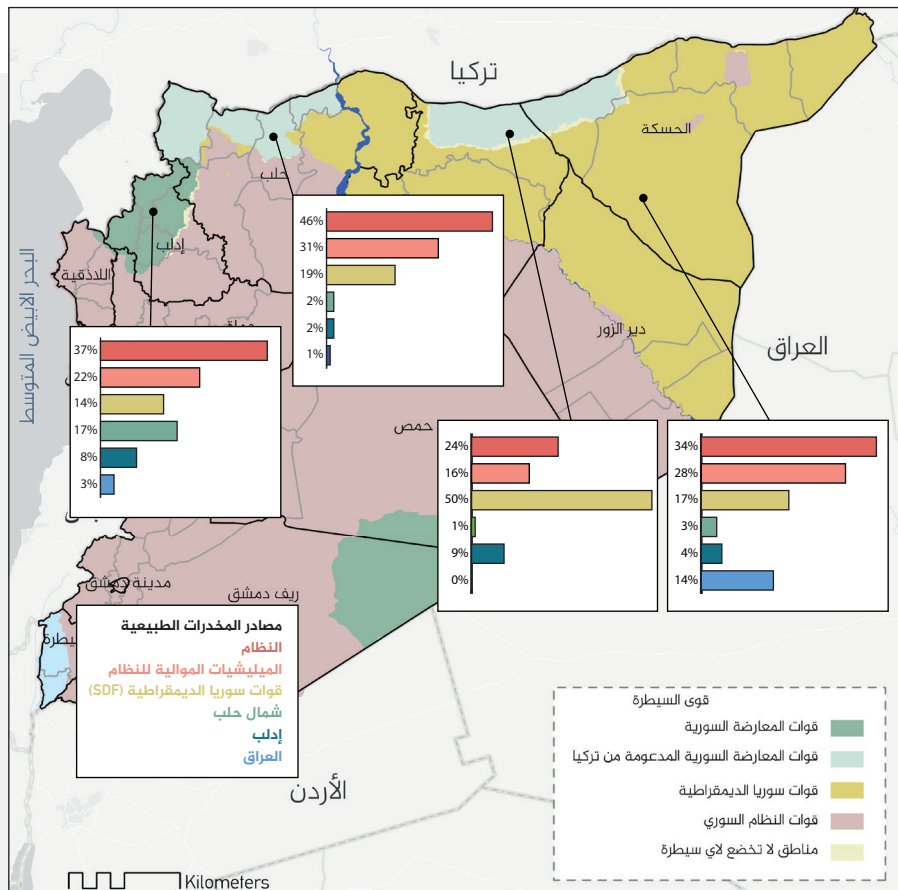 تركيا
الحسكة
حلب
إدلب
اللاذقية
البحر الابيض المتوسط
دير الزور
العراق
حمص
46%
31%
19%
2%
2%
1%
37%
22%
14%
17%
8%
3%
24%
16%
50%
1%
9%
0%
34%
28%
17%
3%
4%
14%
مدينة دمشق
ريف دمشق
مصادر المخدرات الطبيعية
النظام
الميليشيات الموالية للنظام
قوات سوريا الديمقراطية (SDF)
شمال حلب
إدلب
العراق
الأردن
قوى السيطرة
قوات المعارضة السورية
قوات المعارضة السورية المدعومة من تركيا
قوات سوريا الديمقراطية
قوات النظام السوري
مناطق لا تخضع لاي سيطرة
Kilometers